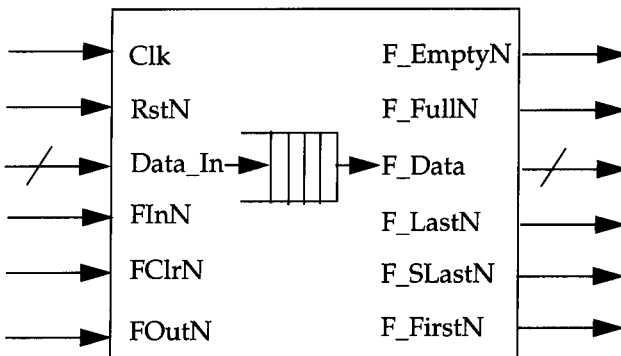 Clk
RstN
Data_In
FInN
FClrN
FOutN
F_EmptyN
F_FullN
F_Data
F_LastN
F_SLastN
F_FirstN